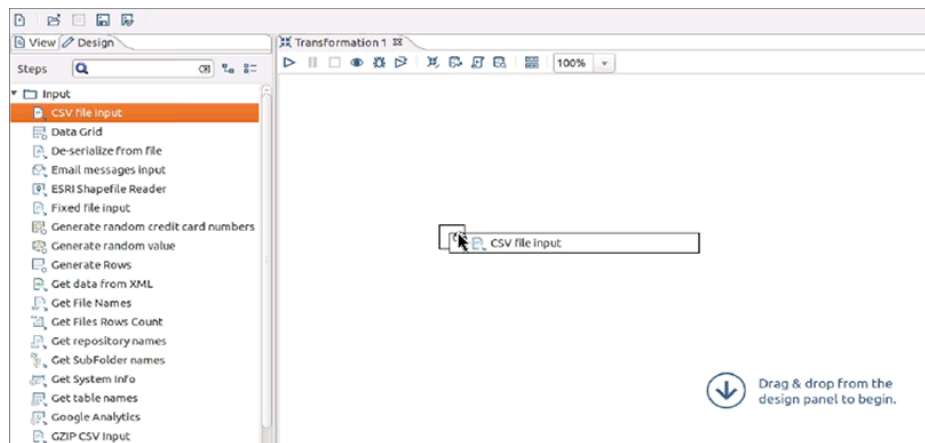 View
Design
Transformation 1
Steps
100%
Input
CSV file input
Data Grid
De-serialize from file
Email messages input
ESRI Shapefile Reader
Fixed file input
Generate random credit card numbers
Generate random value
Generate Rows
Get data from XML
Get File Names
Get Files Rows Count
Get repository names
Get SubFolder names
Get System Info
Get table names
Google Analytics
GZIP CSV Input
CSV file input
Drag & drop from the
design panel to begin.